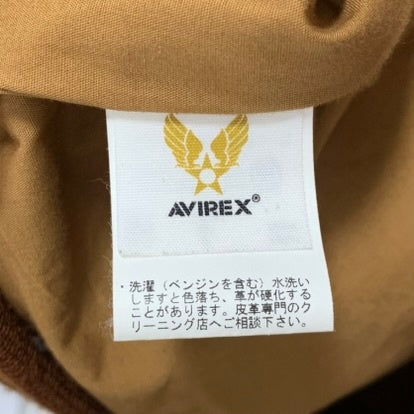 AVIREX®
・洗濯（ベンジンを含む）水洗い
しますと色落ち、革が硬化する
ことがあります。皮革専門のク
リーニング店へご相談下さい。